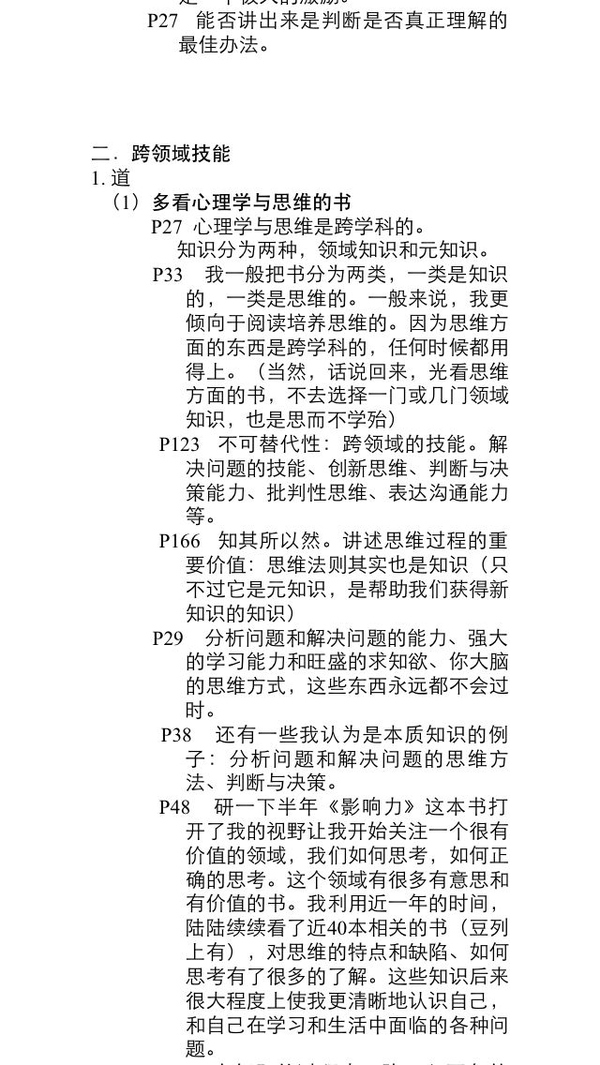 P27 能否讲出来是判断是否真正理解的
最佳办法。
二．跨领域技能
1. 道
（1）多看心理学与思维的书
P27 心理学与思维是跨学科的。
知识分为两种，领域知识和元知识。
P33 我一般把书分为两类，一类是知识
的，一类是思维的。一般来说，我更
倾向于阅读培养思维的。因为思维方
面的东西是跨学科的，任何时候都用
得上。（当然，话说回来，光看思维
方面的书，不去选择一门或几门领域
知识，也是思而不学殆）
P123 不可替代性：跨领域的技能。解
决问题的技能、创新思维、判断与决
策能力、批判性思维、表达沟通能力
等。
P166 知其所以然。讲述思维过程的重
要价值：思维法则其实也是知识（只
不过它是元知识，是帮助我们获得新
知识的知识）
P29 分析问题和解决问题的能力、强大
的学习能力和旺盛的求知欲、你大脑
的思维方式，这些东西永远都不会过
时。
P38 还有一些我认为是本质知识的例
子：分析问题和解决问题的思维方
法、判断与决策。
P48 研一下半年《影响力》这本书打
开了我的视野让我开始关注一个很有
价值的领域，我们如何思考，如何正
确的思考。这个领域有很多有意思和
有价值的书。我利用近一年的时间，
陆陆续续看了近40本相关的书（豆列
上有），对思维的特点和缺陷、如何
思考有了很多的了解。这些知识后来
很大程度上使我更清晰地认识自己，
和自己在学习和生活中面临的各种问
题。